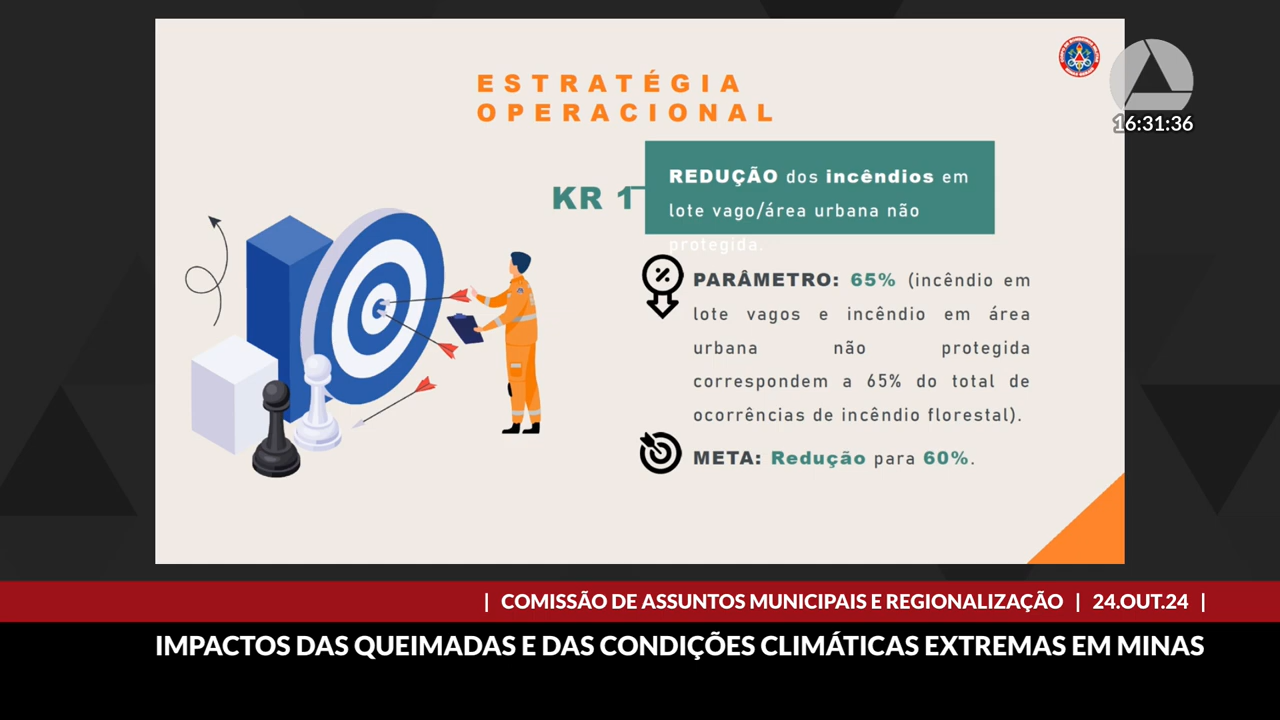 ESTRATÉGIA
OPERACIONAL
16:31:36
KR 1
REDUÇÃO dos incêndios em
lote vago/área urbana não
protegida.
PARÂMETRO: 65% (incêndio em
lote vagos e incêndio em área
urbana não protegida
correspondem a 65% do total de
ocorrências de incêndio florestal).
META: Redução para 60%.
| COMISSÃO DE ASSUNTOS MUNICIPAIS E REGIONALIZAÇÃO | 24.OUT.24 |
IMPACTOS DAS QUEIMADAS E DAS CONDIÇÕES CLIMÁTICAS EXTREMAS EM MINAS